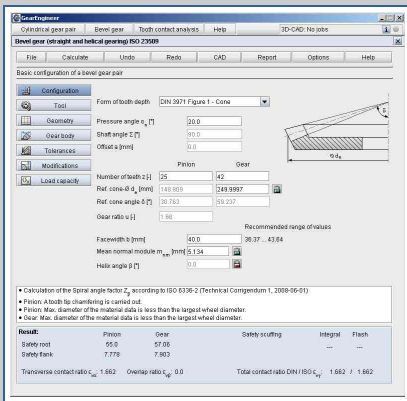 GearEngineer
Cylindrical gear pair Bevel gear Tooth contact analysis Help 3D-CAD: No jobs
Bevel gear (straight and helical gearing) ISO 23509
File Calculate Undo Redo CAD Report Options Help
Basic configuration of a bevel gear pair
Configuration
Tool
Geometry
Gear body
Tolerances
Modifications
Load capacity
Form of tooth depth DIN 3971 Figure 1 - Cone
Pressure angle αn [°] 20.0
Shaft angle Σ [°] 90.0
Offset a [mm] 0.0
Pinion Gear
Number of teeth z [-] 25 42
Ref. cone-Ø de [mm] 148.809 249.9997
Ref. cone angle δ [°] 30.763 59.237
Gear ratio u [-] 1.68
Recommended range of values
Facewidth b [mm] 40.0 36.37 ... 43.64
Mean normal module mnm [mm] 5.134
Helix angle β [°] 0.0
δ
Ø de
• Calculation of the Spiral angle factor Zβ according to ISO 6336-2 (Technical Corrigendum 1, 2008-06-01)
• Pinion: A tooth tip chamfering is carried out.
• Pinion: Max. diameter of the material data is less than the largest wheel diameter.
• Gear: Max. diameter of the material data is less than the largest wheel diameter.
Result:
Pinion Gear Safety scuffing Integral Flash
Safety root 55.0 57.06 --- ---
Safety flank 7.778 7.903
Transverse contact ratio εvα: 1.662 Overlap ratio εvβ: 0.0 Total contact ratio DIN / ISO εvγ: 1.662 / 1.662